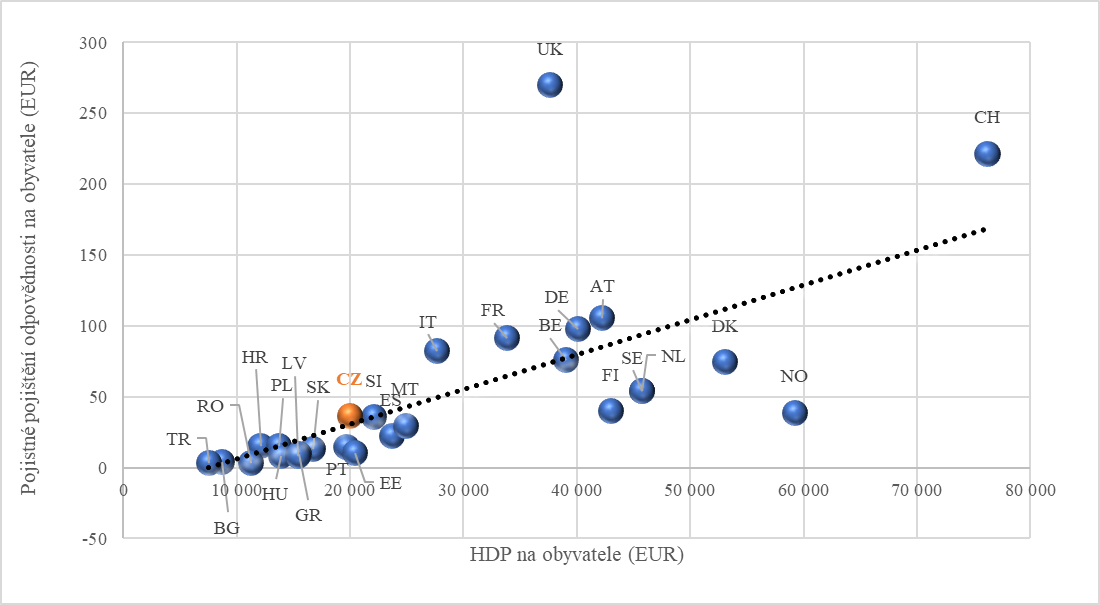 Pojistné pojištění odpovědnosti na obyvatele (EUR)
300
250
200
150
100
50
0
-50
UK
CH
AT
DE
FR
BE
IT
DK
SE
NL
FI
NO
HR
LV
PL
SK
CZ
SI
MT
ES
RO
TR
PT
EE
HU
GR
BG
0
10 000
20 000
30 000
40 000
50 000
60 000
70 000
80 000
HDP na obyvatele (EUR)